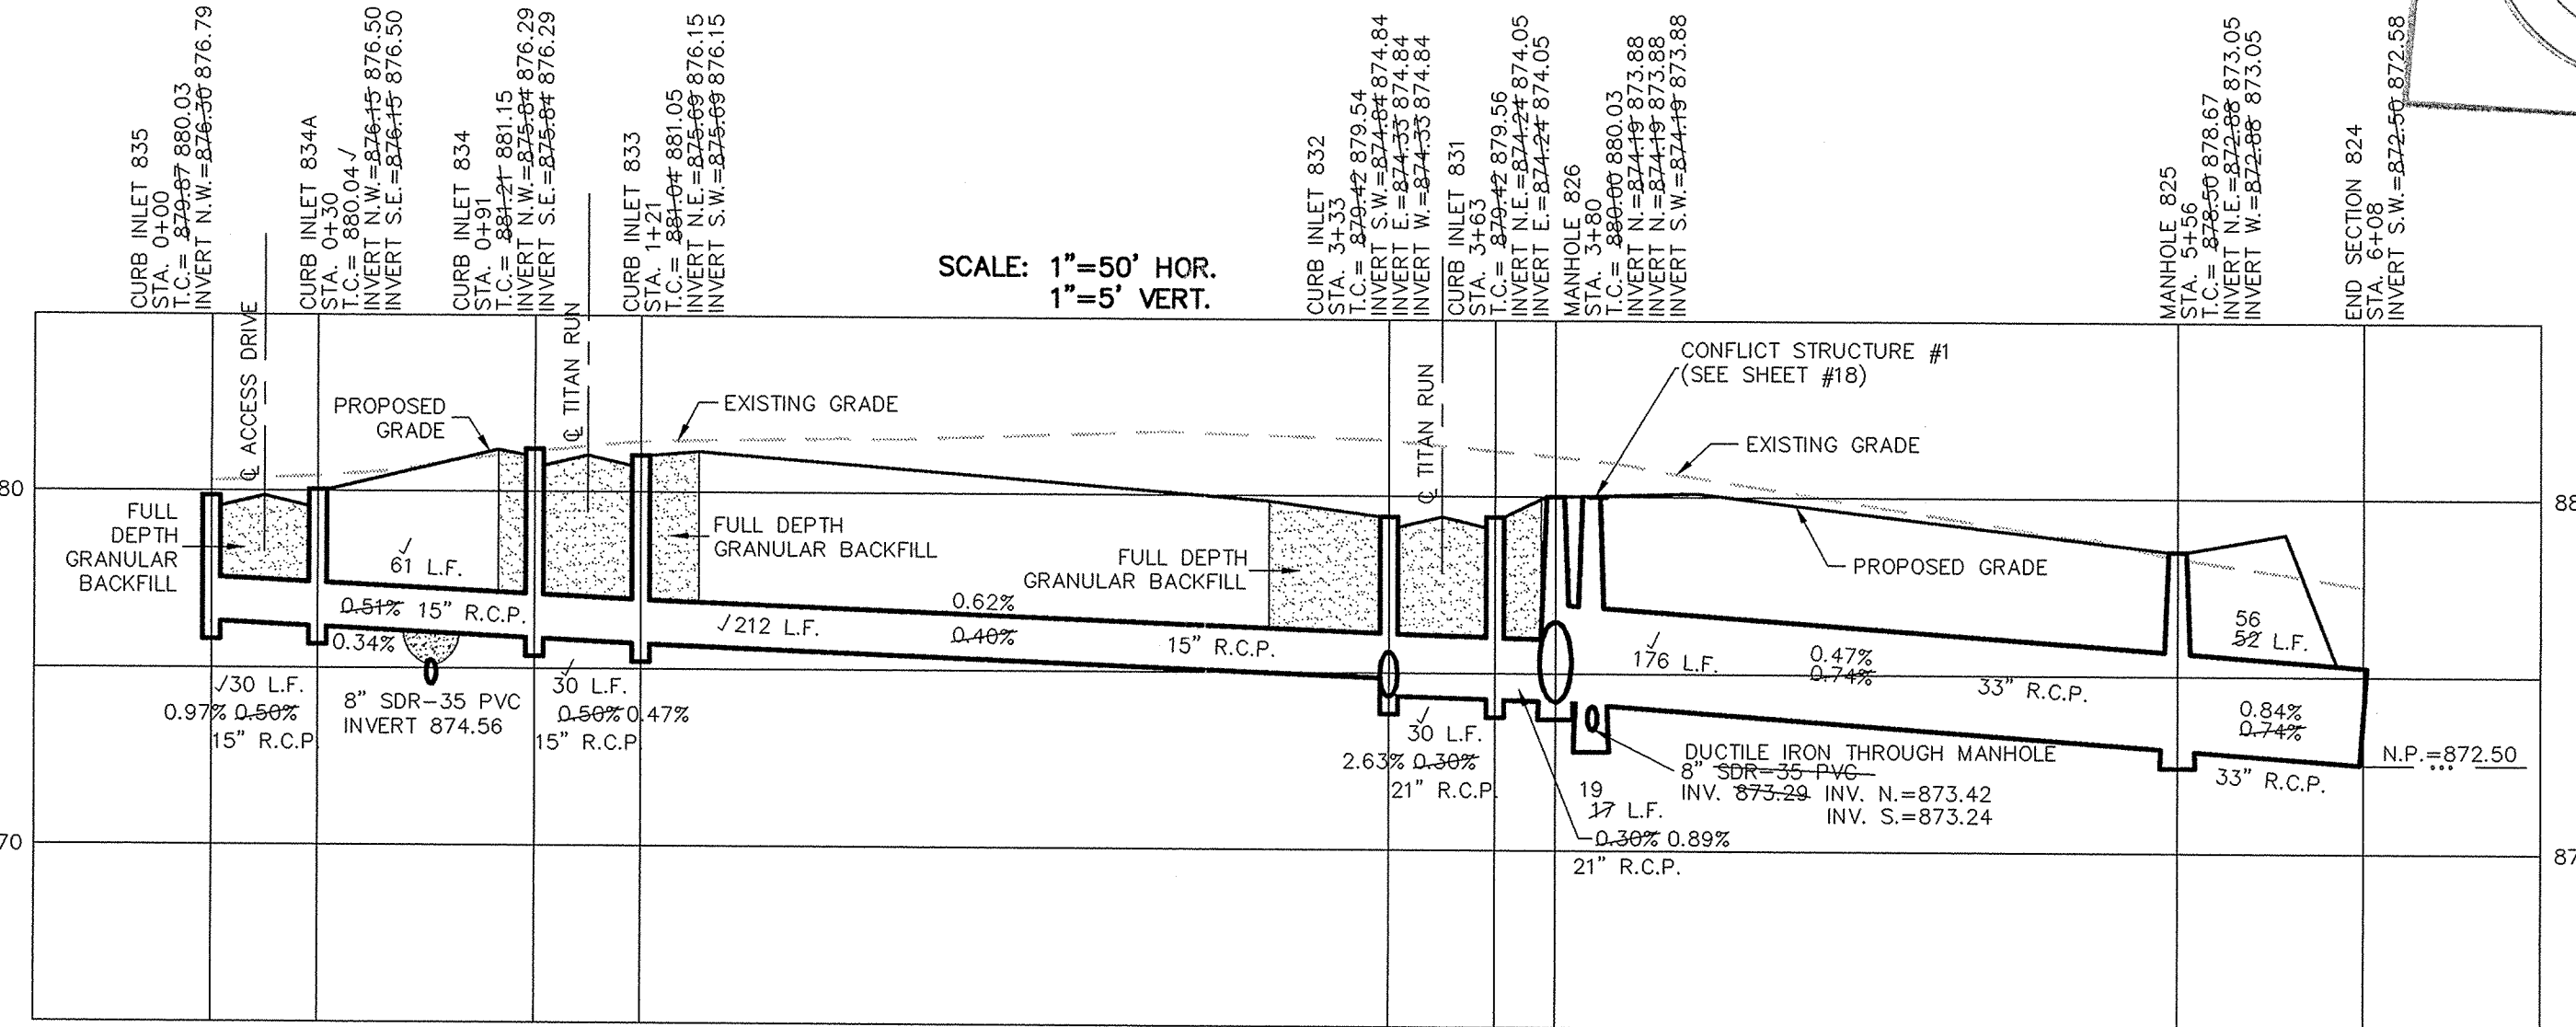 CURB INLET 835
STA. 0+00
T.C.= 879.87 880.03
INVERT N.W.=876.30 876.79
℄ ACCESS DRIVE
CURB INLET 834A
STA. 0+30
T.C.= 880.04 ✓
INVERT N.W.=876.15 876.50
INVERT S.E.=876.15 876.50
CURB INLET 834
STA. 0+91
T.C.= 881.21 881.15
INVERT N.W.=875.84 876.29
INVERT S.E.=875.84 876.29
℄ TITAN RUN
CURB INLET 833
STA. 1+21
T.C.= 881.04 881.05
INVERT N.E.=875.69 876.15
INVERT S.W.=875.69 876.15
SCALE: 1"=50' HOR.
1"=5' VERT.
CURB INLET 832
STA. 3+33
T.C.= 879.42 879.54
INVERT S.W.=874.84 874.84
INVERT E.=874.33 874.84
INVERT W.=874.33 874.84
℄ TITAN RUN
CURB INLET 831
STA. 3+63
T.C.= 879.42 879.56
INVERT N.E.=874.24 874.05
INVERT E.=874.24 874.05
MANHOLE 826
STA. 3+80
T.C.= 880.00 880.03
INVERT N.=874.19 873.88
INVERT N.=874.19 873.88
INVERT S.W.=874.19 873.88
MANHOLE 825
STA. 5+56
T.C.= 878.50 878.67
INVERT N.E.=872.88 873.05
INVERT W.=872.88 873.05
END SECTION 824
STA. 6+08
INVERT S.W.=872.50 872.58
CONFLICT STRUCTURE #1
(SEE SHEET #18)
PROPOSED
GRADE
EXISTING GRADE
EXISTING GRADE
PROPOSED GRADE
80
88
FULL
DEPTH
GRANULAR
BACKFILL
FULL DEPTH
GRANULAR BACKFILL
FULL DEPTH
GRANULAR BACKFILL
✓
61 L.F.
0.51% 15" R.C.P.
0.34%
0.62%
✓212 L.F.
0.40%
15" R.C.P.
✓
176 L.F.
0.47%
0.74%
33" R.C.P.
56
52 L.F.
✓30 L.F.
0.97% 0.50%
15" R.C.P.
8" SDR-35 PVC
INVERT 874.56
✓
30 L.F.
0.50% 0.47%
15" R.C.P.
✓
30 L.F.
2.63% 0.30%
21" R.C.P.
DUCTILE IRON THROUGH MANHOLE
8" SDR-35 PVC
INV. 873.29 INV. N.=873.42
INV. S.=873.24
19
17 L.F.
0.30% 0.89%
21" R.C.P.
0.84%
0.74%
33" R.C.P.
N.P.=872.50
70
87